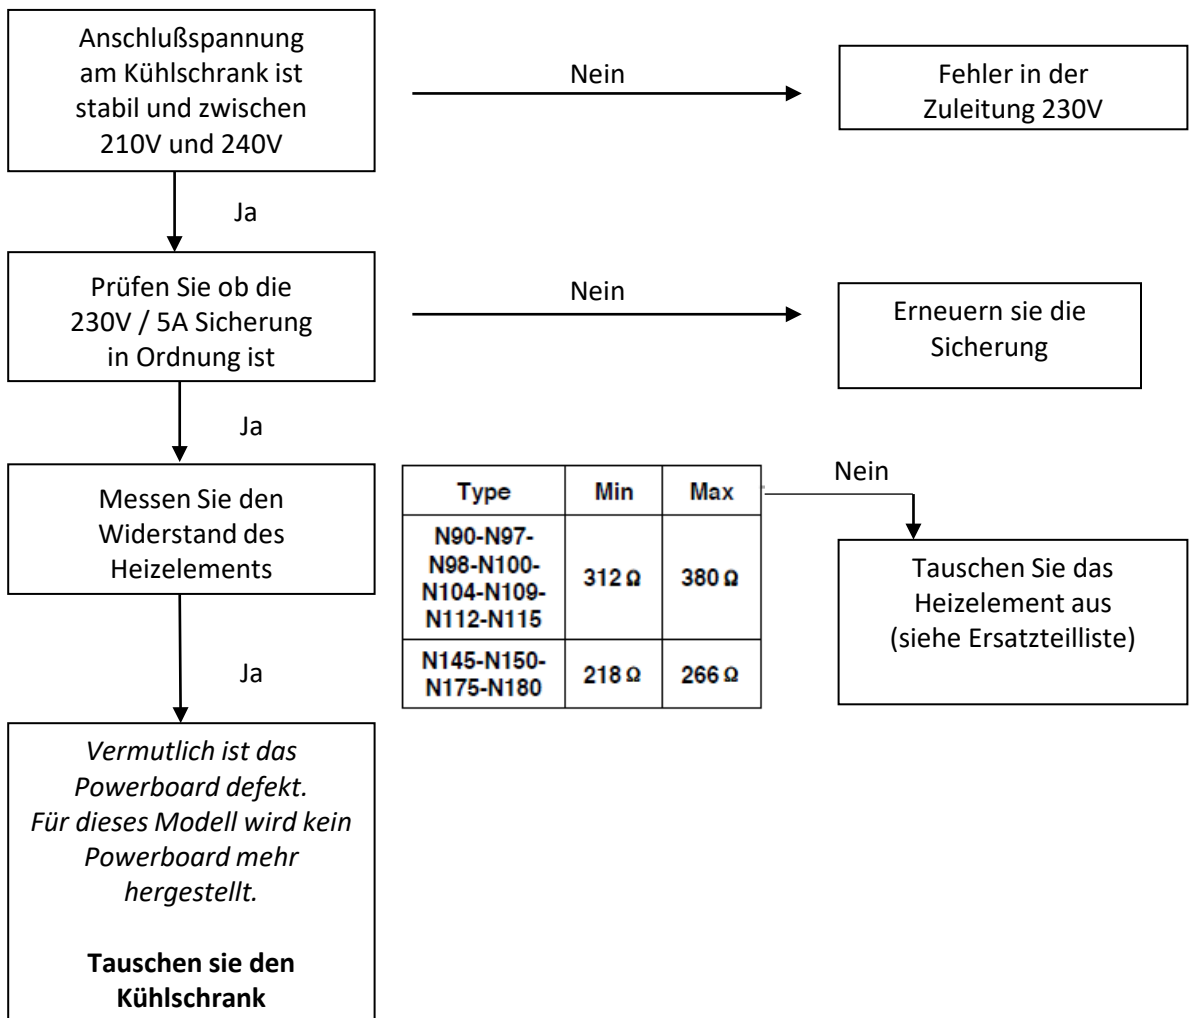 Anschlußspannung
am Kühlschrank ist
stabil und zwischen
210V und 240V
Nein
Fehler in der
Zuleitung 230V
Ja
Prüfen Sie ob die
230V / 5A Sicherung
in Ordnung ist
Nein
Erneuern sie die
Sicherung
Ja
Messen Sie den
Widerstand des
Heizelements
Type Min Max
N90-N97-
N98-N100-
N104-N109-
N112-N115
312 Ω 380 Ω
N145-N150-
N175-N180
218 Ω 266 Ω
Nein
Tauschen Sie das
Heizelement aus
(siehe Ersatzteilliste)
Ja
Vermutlich ist das
Powerboard defekt.
Für dieses Modell wird kein
Powerboard mehr
hergestellt.
Tauschen sie den
Kühlschrank